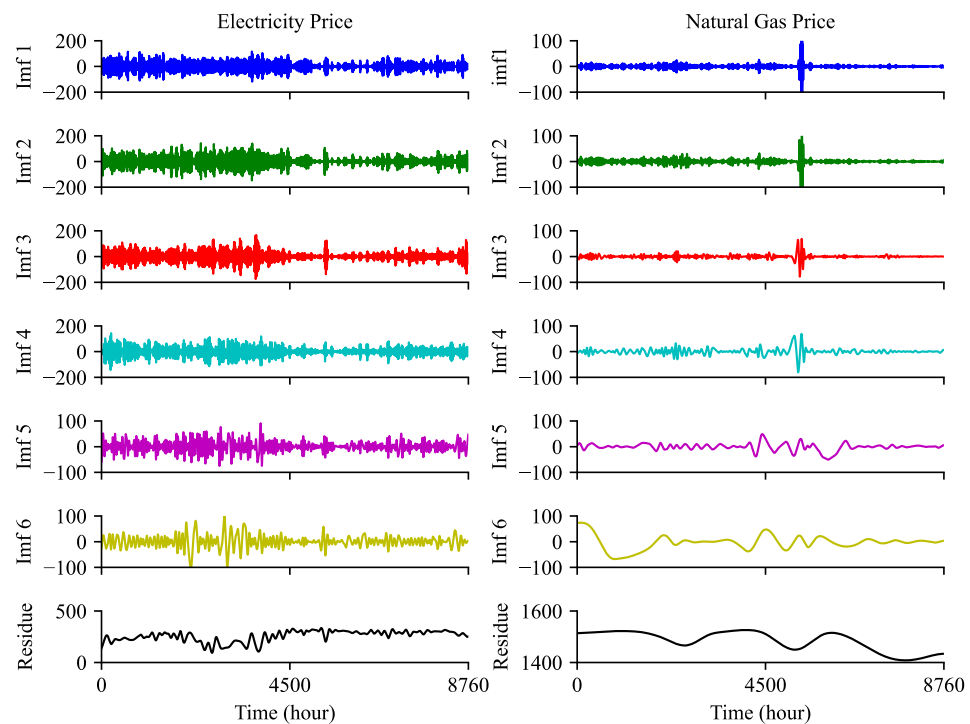 Electricity Price
Natural Gas Price
Imf 1
200
0
−200
imf1
100
0
−100
Imf 2
200
0
−200
Imf 2
100
0
−100
Imf 3
200
0
−200
Imf 3
100
0
−100
Imf 4
200
0
−200
Imf 4
100
0
−100
Imf 5
100
0
−100
Imf 5
100
0
−100
Imf 6
100
0
−100
Imf 6
100
0
−100
Residue
500
0
Residue
1600
1400
0 4500 8760
0 4500 8760
Time (hour)
Time (hour)